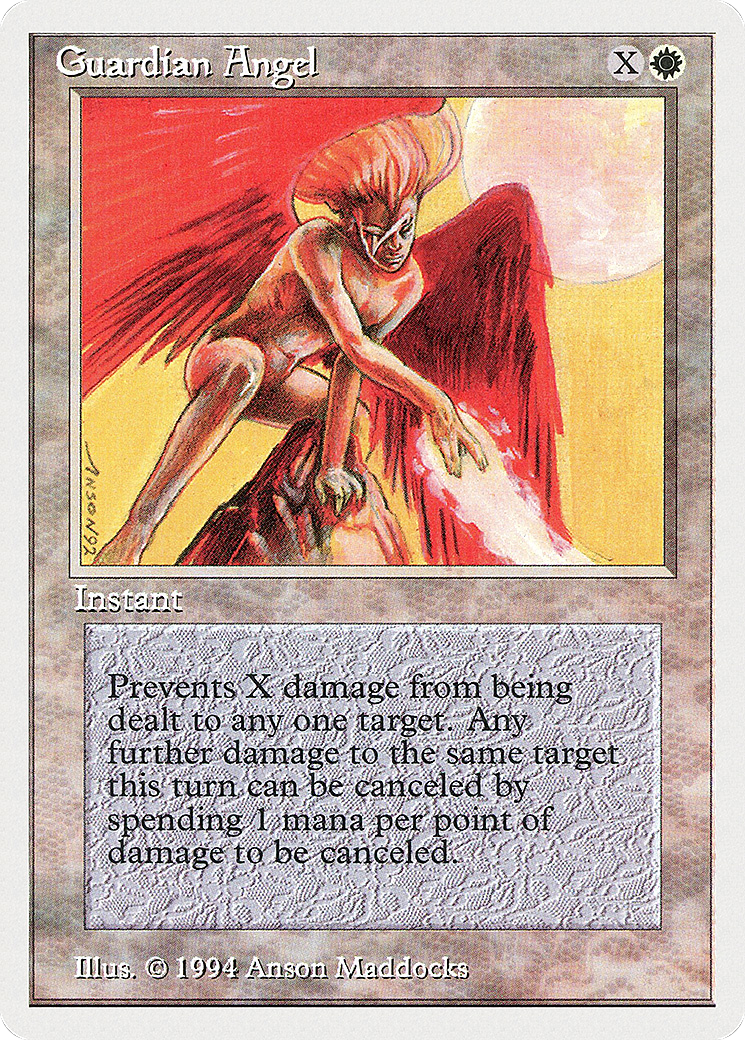 Guardian Angel X
ANSON92
Instant
Prevents X damage from being
dealt to any one target. Any
further damage to the same target
this turn can be canceled by
spending 1 mana per point of
damage to be canceled.
Illus. © 1994 Anson Maddocks